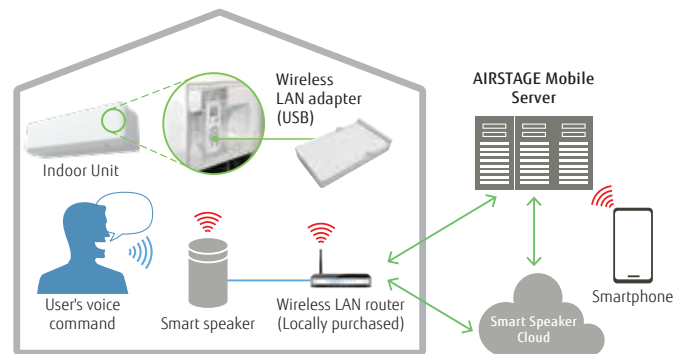 Wireless
LAN adapter
(USB)
AIRSTAGE Mobile
Server
Indoor Unit
User's voice
command
Smart speaker
Wireless LAN router
(Locally purchased)
Smart Speaker
Cloud
Smartphone